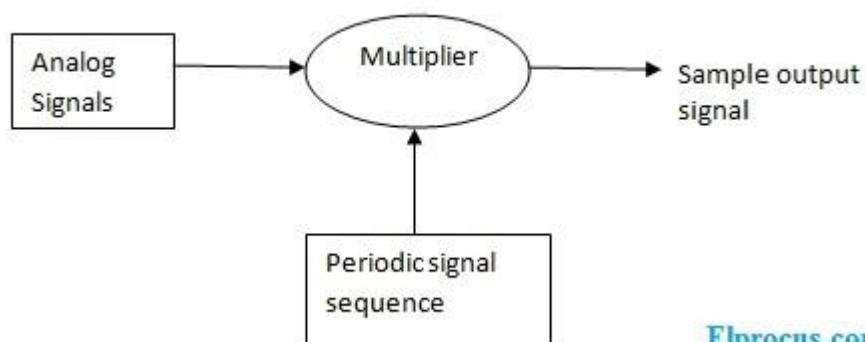 Analog
Signals
Multiplier
Sample output
signal
Periodic signal
sequence
Elprocus.com